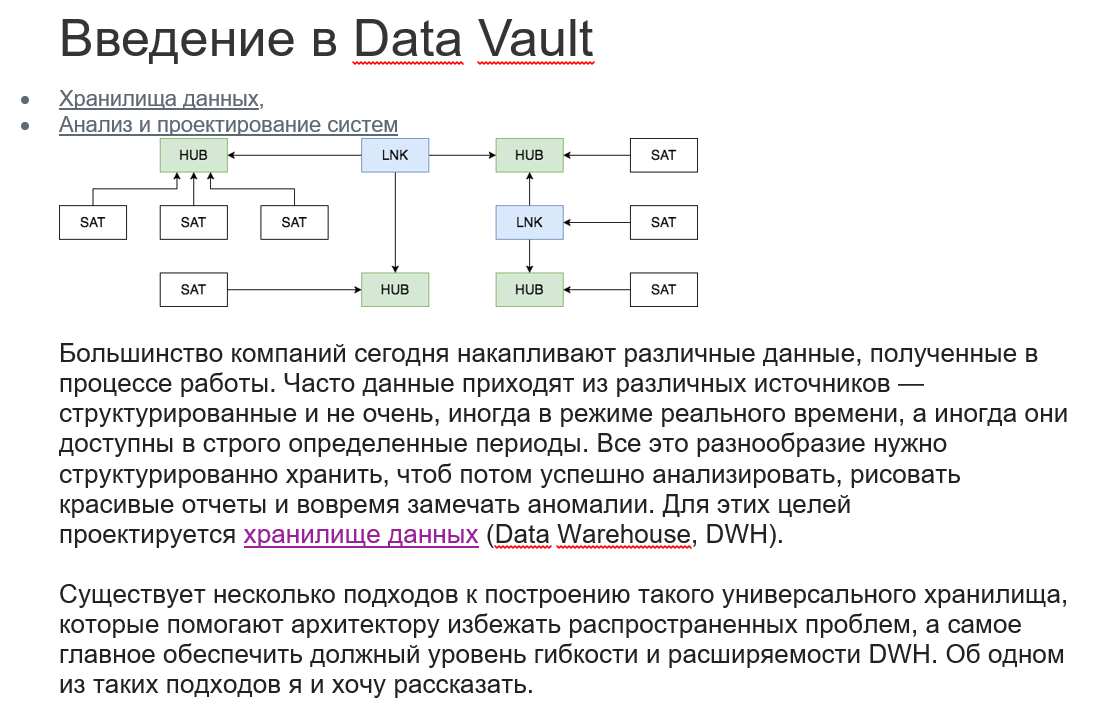 Введение в Data Vault
Хранилища данных,
Анализ и проектирование систем
HUB LNK HUB SAT
SAT SAT SAT LNK SAT
SAT HUB HUB SAT
Большинство компаний сегодня накапливают различные данные, полученные в
процессе работы. Часто данные приходят из различных источников —
структурированные и не очень, иногда в режиме реального времени, а иногда они
доступны в строго определенные периоды. Все это разнообразие нужно
структурированно хранить, чтоб потом успешно анализировать, рисовать
красивые отчеты и вовремя замечать аномалии. Для этих целей
проектируется хранилище данных (Data Warehouse, DWH).
Существует несколько подходов к построению такого универсального хранилища,
которые помогают архитектору избежать распространенных проблем, а самое
главное обеспечить должный уровень гибкости и расширяемости DWH. Об одном
из таких подходов я и хочу рассказать.